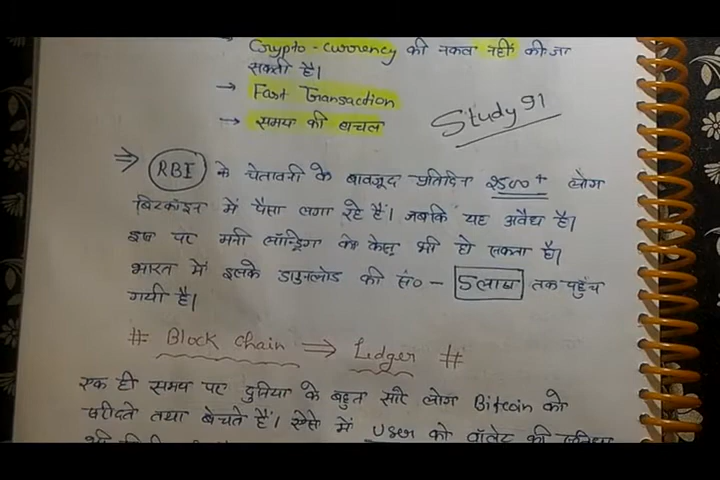 Crypto-currency की नकल नहीं की जा
सकती है।
→ Fast Transaction
→ समय की बचत
Study 91
⇒ RBI के चेतावनी के बावजूद प्रतिदिन 2500+ लोग
बिटकॉइन में पैसा लगा रहे हैं। जबकि यह अवैध है।
इस पर मनी लॉन्ड्रिंग का केस भी हो सकता है।
भारत में इसके डाउनलोड की सं० - 5 लाख तक पहुँच
गयी है।
# Block chain ⇒ Ledger #
एक ही समय पर दुनिया के बहुत सारे लोग Bitcoin को
खरीदते तथा बेचते हैं। ऐसे में User को वॉलेट की